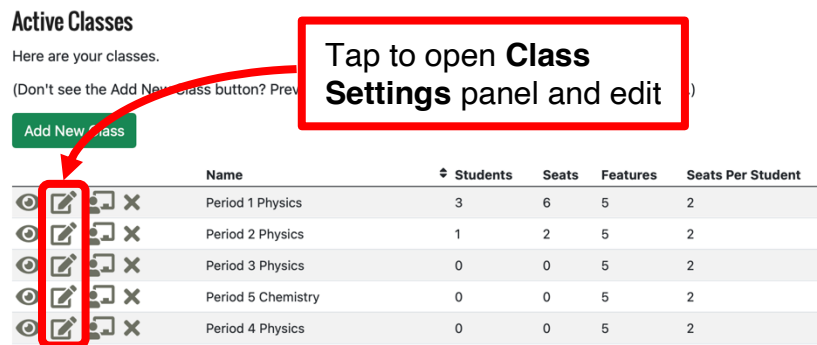 Active Classes
Here are your classes.
(Don't see the Add New Class button? Prev
.)
Tap to open Class
Settings panel and edit
Add New Class
Name Students Seats Features Seats Per Student
Period 1 Physics 3 6 5 2
Period 2 Physics 1 2 5 2
Period 3 Physics 0 0 5 2
Period 5 Chemistry 0 0 5 2
Period 4 Physics 0 0 5 2